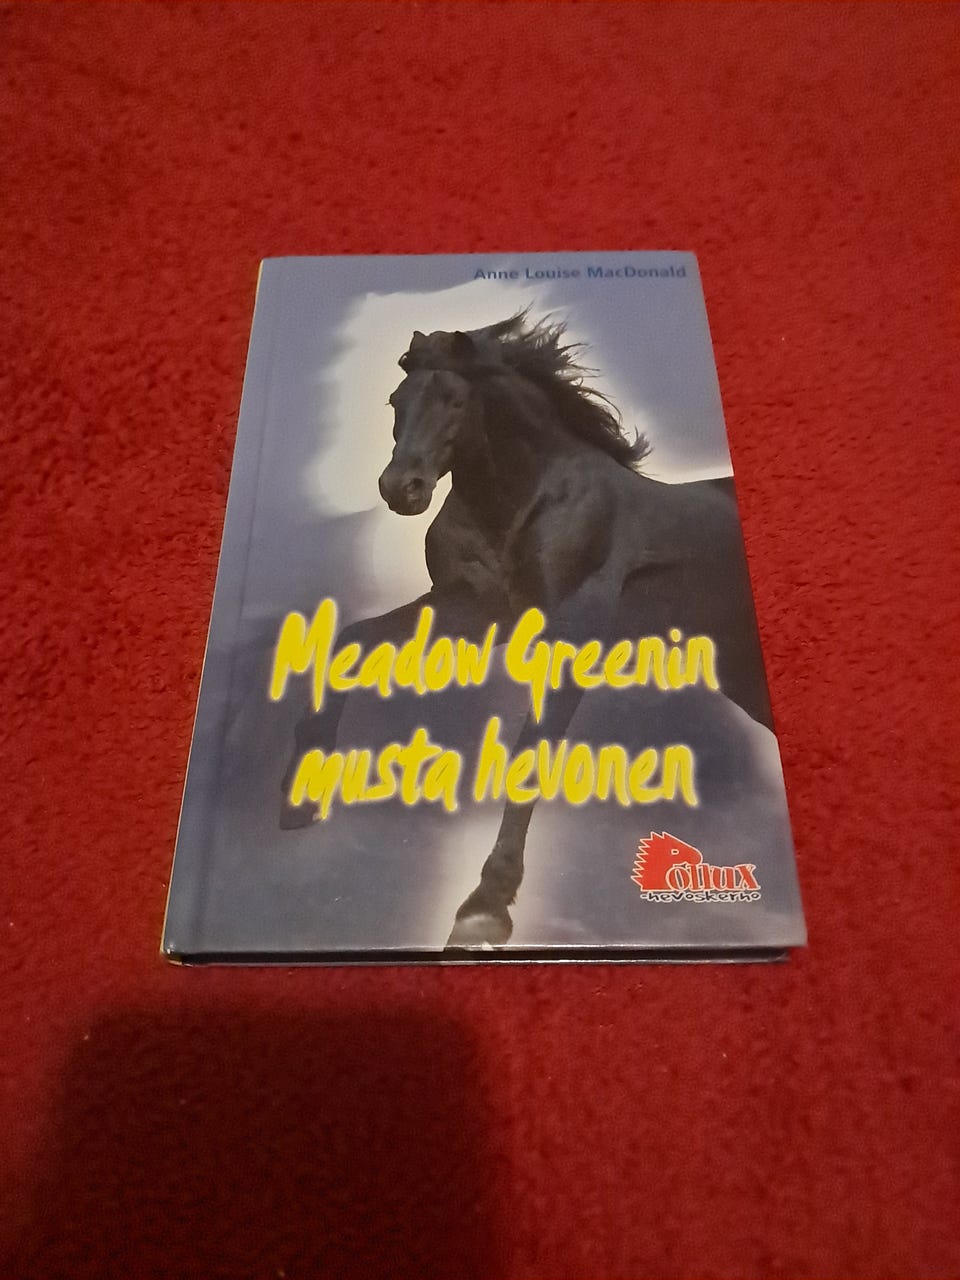 Anne Louise MacDonald
Meadow Greenin
musta hevonen
Pollux
-hevoskerho